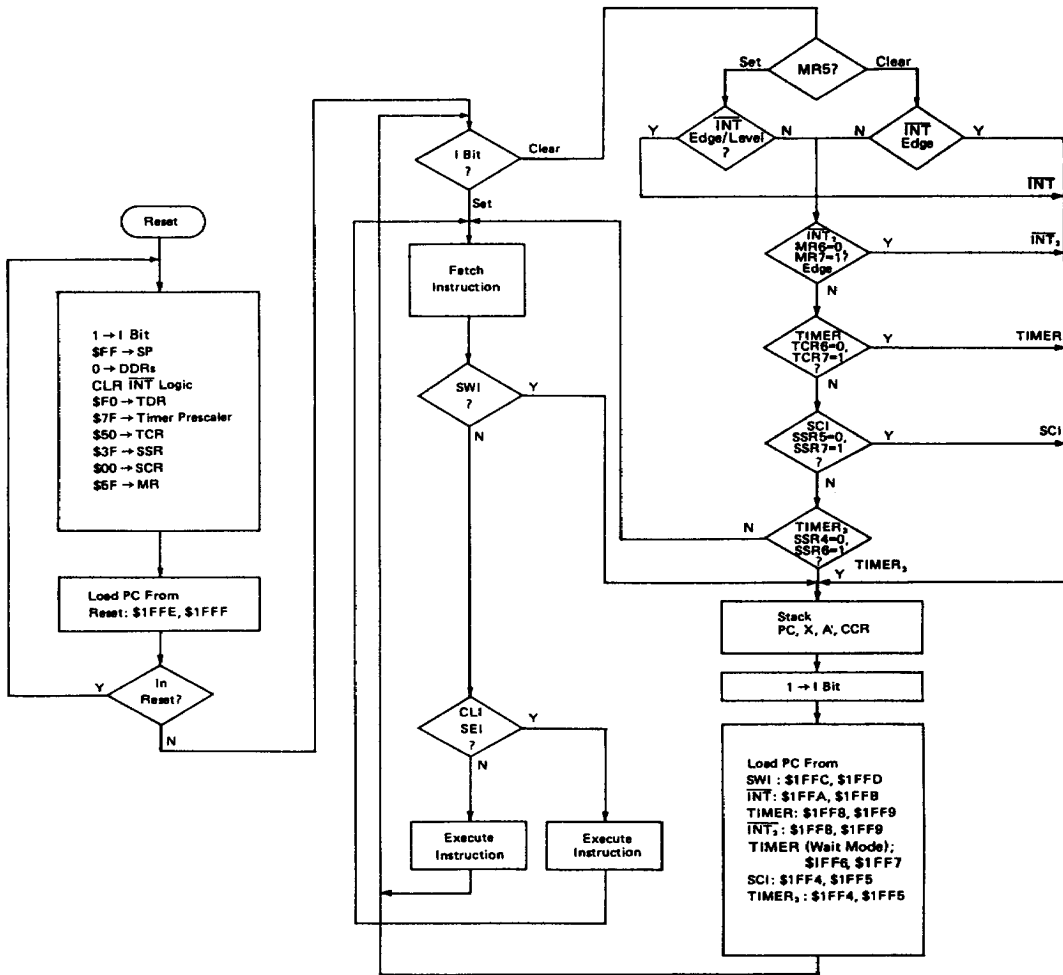 Reset
1 → I Bit
$FF → SP
0 → DDRs
CLR INT Logic
$F0 → TDR
$7F → Timer Prescaler
$50 → TCR
$3F → SSR
$00 → SCR
$5F → MR
Load PC From
Reset: $1FFE, $1FFF
In
Reset?
Y
N
I Bit
?
Clear
Set
Fetch
Instruction
SWI
?
Y
N
CLI
SEI
?
Y
N
Execute
Instruction
Execute
Instruction
MR5?
Set
Clear
INT
Edge/Level
?
Y
N
INT
Edge
N
Y
INT
INT₂
MR6=0,
MR7=1?
Edge
Y
INT₂
N
TIMER
TCR6=0,
TCR7=1
?
Y
TIMER
N
SCI
SSR5=0,
SSR7=1
?
Y
SCI
N
TIMER₂
SSR4=0,
SSR6=1
?
N
Y
TIMER₂
Stack
PC, X, A, CCR
1 → I Bit
Load PC From
SWI : $1FFC, $1FFD
INT : $1FFA, $1FFB
TIMER: $1FF8, $1FF9
INT₂ : $1FF8, $1FF9
TIMER (Wait Mode);
$1FF6, $1FF7
SCI: $1FF4, $1FF5
TIMER₂ : $1FF4, $1FF5